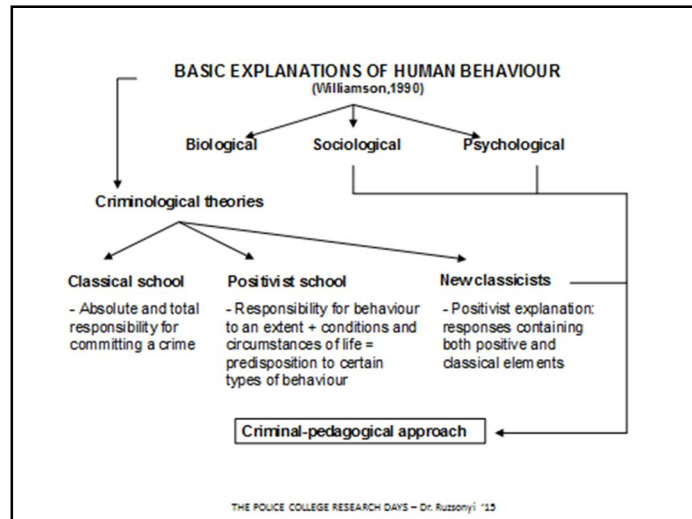 BASIC EXPLANATIONS OF HUMAN BEHAVIOUR
(Williamson,1990)
Biological Sociological Psychological
Criminological theories
Classical school
- Absolute and total
responsibility for
committing a crime
Positivist school
- Responsibility for behaviour
to an extent + conditions and
circumstances of life =
predisposition to certain
types of behaviour
New classicists
- Positivist explanation:
responses containing
both positive and
classical elements
Criminal-pedagogical approach
THE POLICE COLLEGE RESEARCH DAYS – Dr. Ruzsonyi '15